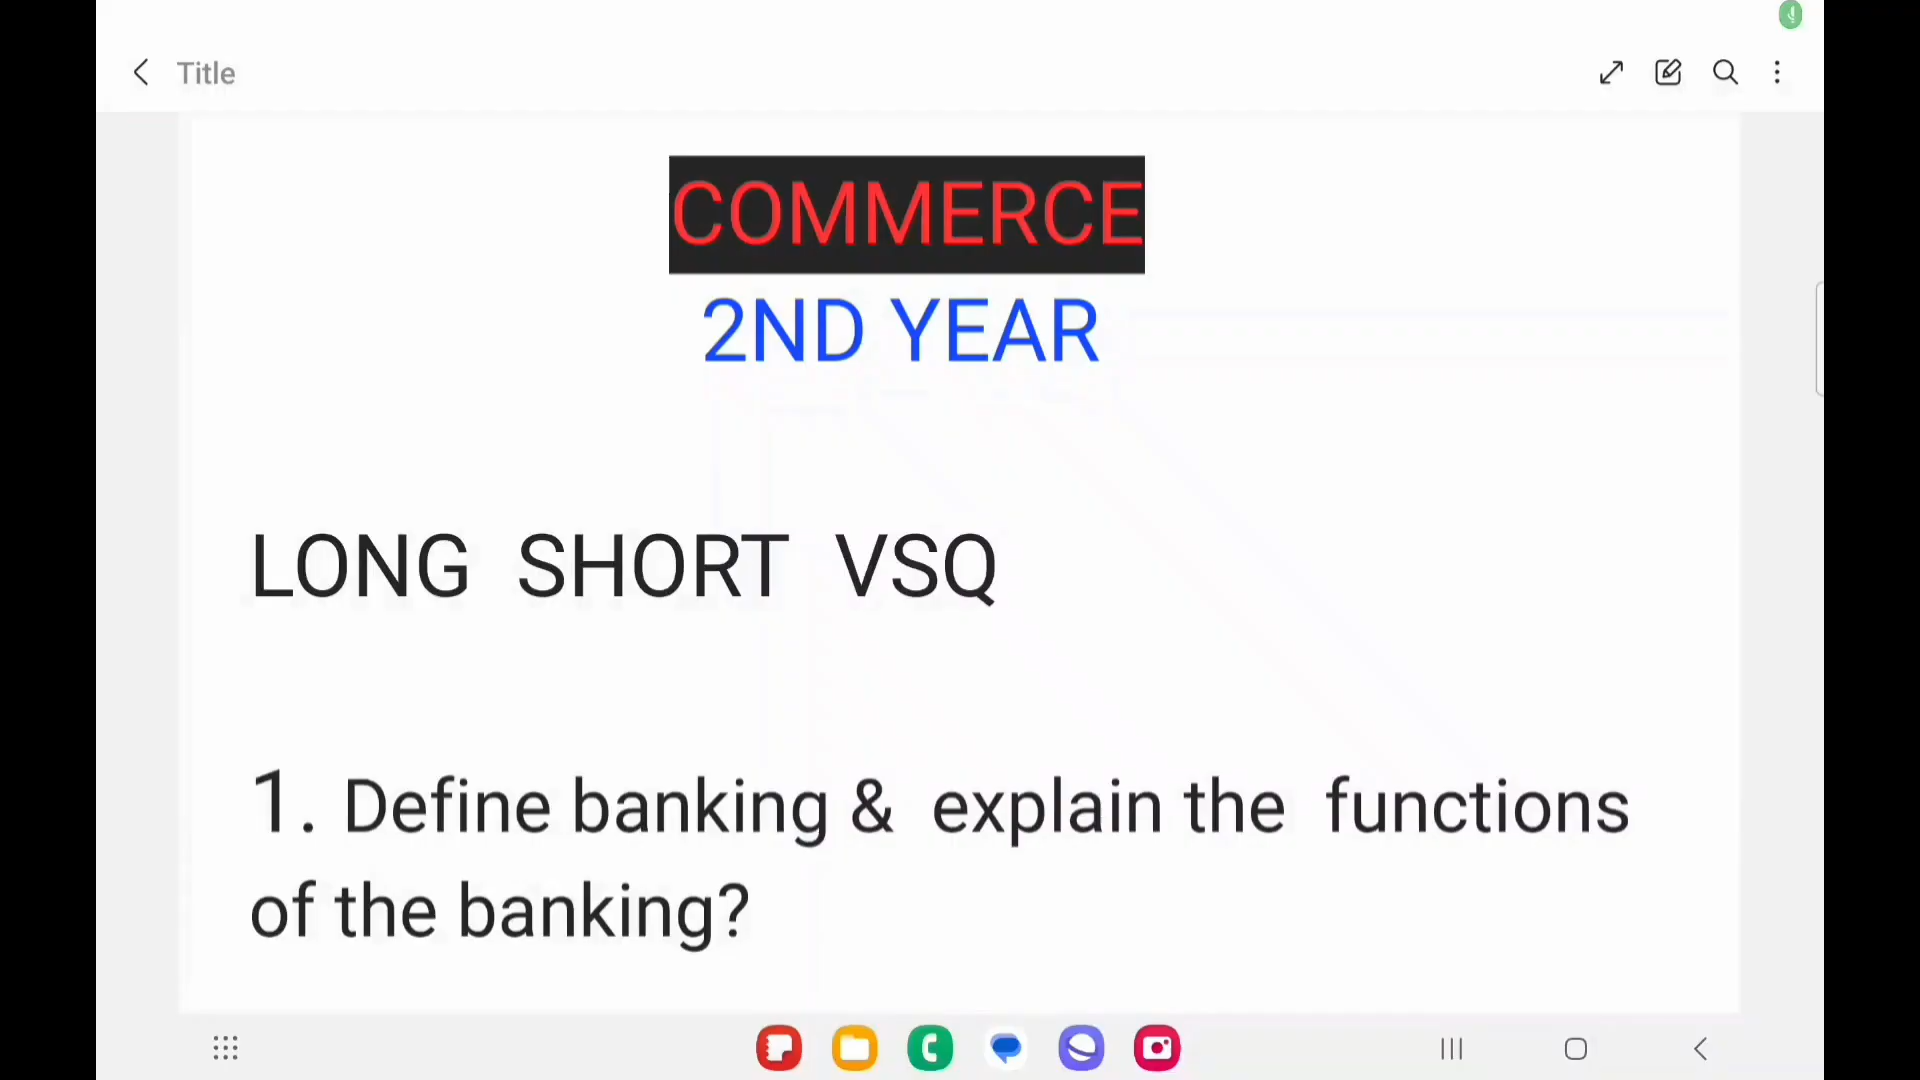 Title
COMMERCE
2ND YEAR
LONG SHORT VSQ
1. Define banking & explain the functions
of the banking?